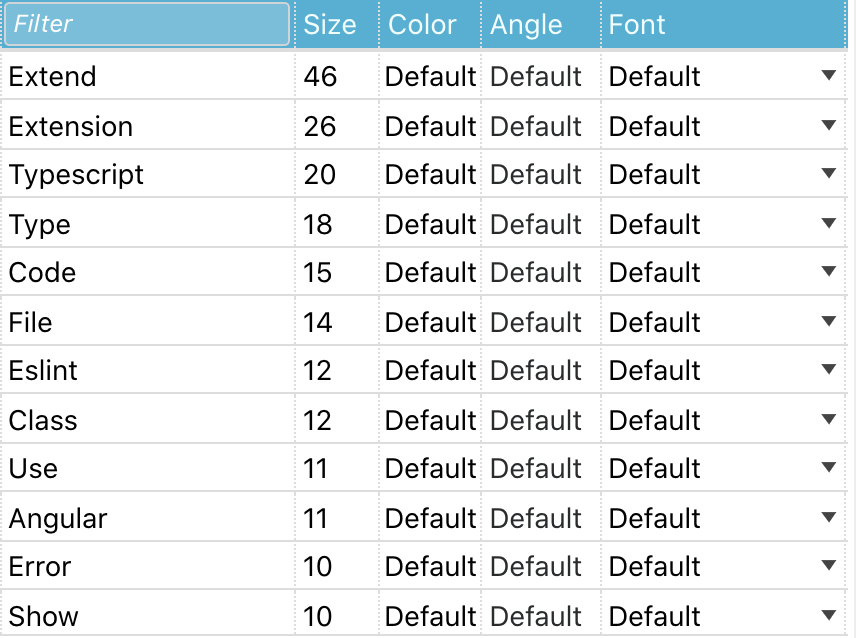 Filter Size Color Angle Font
Extend 46 Default Default Default
Extension 26 Default Default Default
Typescript 20 Default Default Default
Type 18 Default Default Default
Code 15 Default Default Default
File 14 Default Default Default
Eslint 12 Default Default Default
Class 12 Default Default Default
Use 11 Default Default Default
Angular 11 Default Default Default
Error 10 Default Default Default
Show 10 Default Default Default